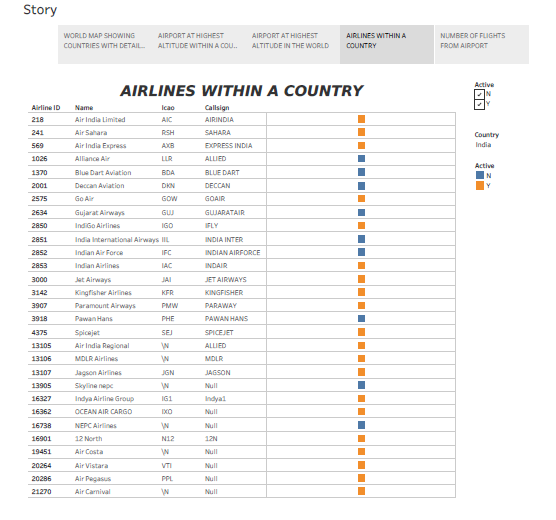 Story
WORLD MAP SHOWING COUNTRIES WITH DETAIL...
AIRPORT AT HIGHEST ALTITUDE WITHIN A COU..
AIRPORT AT HIGHEST ALTITUDE IN THE WORLD
AIRLINES WITHIN A COUNTRY
NUMBER OF FLIGHTS FROM AIRPORT
AIRLINES WITHIN A COUNTRY
Airline ID Name Icao Callsign
218 Air India Limited AIC AIRINDIA
241 Air Sahara RSH SAHARA
569 Air India Express AXB EXPRESS INDIA
1026 Alliance Air LLR ALLIED
1370 Blue Dart Aviation BDA BLUE DART
2001 Deccan Aviation DKN DECCAN
2575 Go Air GOW GOAIR
2634 Gujarat Airways GUJ GUJARATAIR
2850 IndiGo Airlines IGO IFLY
2851 India International Airways IIL INDIA INTER
2852 Indian Air Force IFC INDIAN AIRFORCE
2853 Indian Airlines IAC INDAIR
3000 Jet Airways JAI JET AIRWAYS
3142 Kingfisher Airlines KFR KINGFISHER
3907 Paramount Airways PMW PARAWAY
3918 Pawan Hans PHE PAWAN HANS
4375 Spicejet SEJ SPICEJET
13105 Air India Regional \N ALLIED
13106 MDLR Airlines \N MDLR
13107 Jagson Airlines JGN JAGSON
13905 Skyline nepc \N Null
16327 Indya Airline Group IG1 Indya1
16362 OCEAN AIR CARGO IXO Null
16738 NEPC Airlines \N Null
16901 12 North N12 12N
19451 Air Costa \N Null
20264 Air Vistara VTI Null
20286 Air Pegasus PPL Null
21270 Air Carnival \N Null
Active
N
Y
Country
India
Active
N
Y